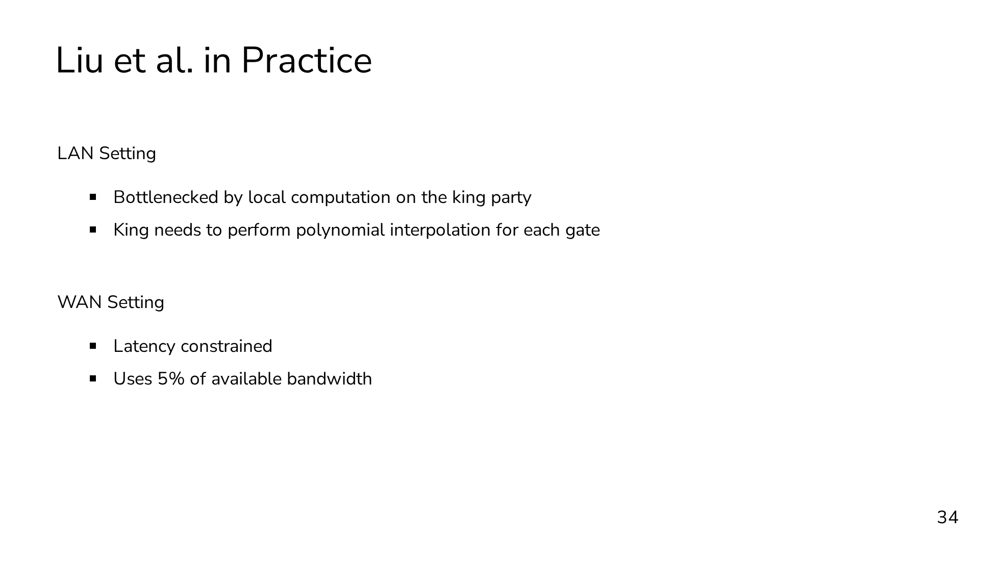 Liu et al. in Practice
LAN Setting
▪ Bottlenecked by local computation on the king party
▪ King needs to perform polynomial interpolation for each gate
WAN Setting
▪ Latency constrained
▪ Uses 5% of available bandwidth
34